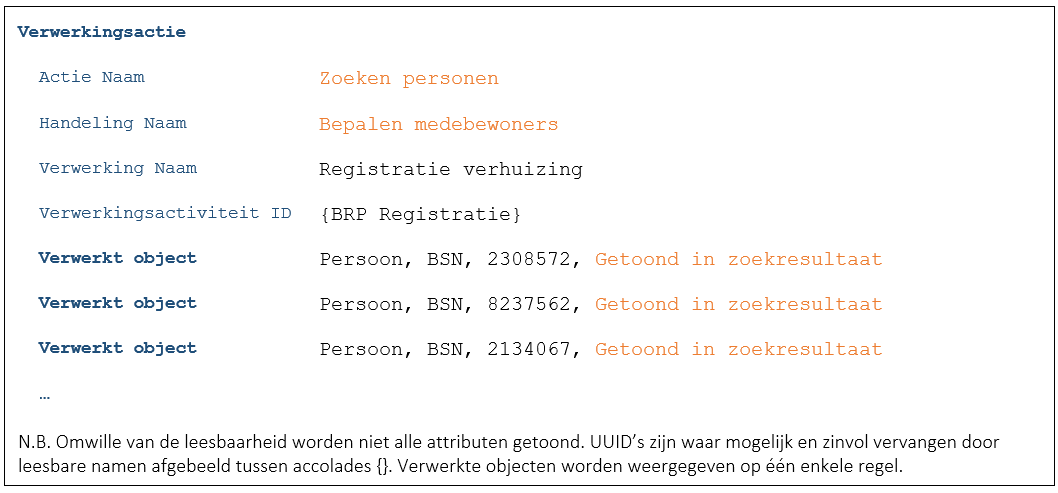 Verwerkingsactie
Actie Naam Zoeken personen
Handeling Naam Bepalen medebewoners
Verwerking Naam Registratie verhuizing
Verwerkingsactiviteit ID {BRP Registratie}
Verwerkt object Persoon, BSN, 2308572, Getoond in zoekresultaat
Verwerkt object Persoon, BSN, 8237562, Getoond in zoekresultaat
Verwerkt object Persoon, BSN, 2134067, Getoond in zoekresultaat
…
N.B. Omwille van de leesbaarheid worden niet alle attributen getoond. UUID’s zijn waar mogelijk en zinvol vervangen door
leesbare namen afgebeeld tussen accolades {}. Verwerkte objecten worden weergegeven op één enkele regel.